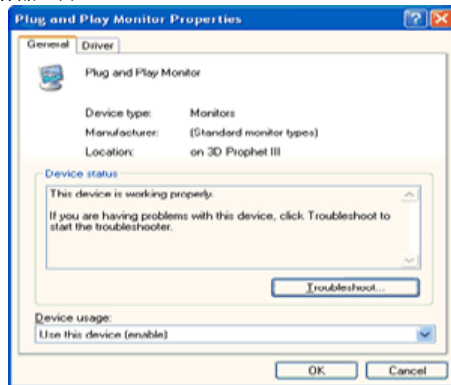 Plug and Play Monitor Properties
General Driver
Plug and Play Monitor
Device type: Monitors
Manufacturer: (Standard monitor types)
Location: on 3D Prophet III
Device status
This device is working properly.
If you are having problems with this device, click Troubleshoot to
start the troubleshooter.
Troubleshoot...
Device usage:
Use this device (enable)
OK Cancel